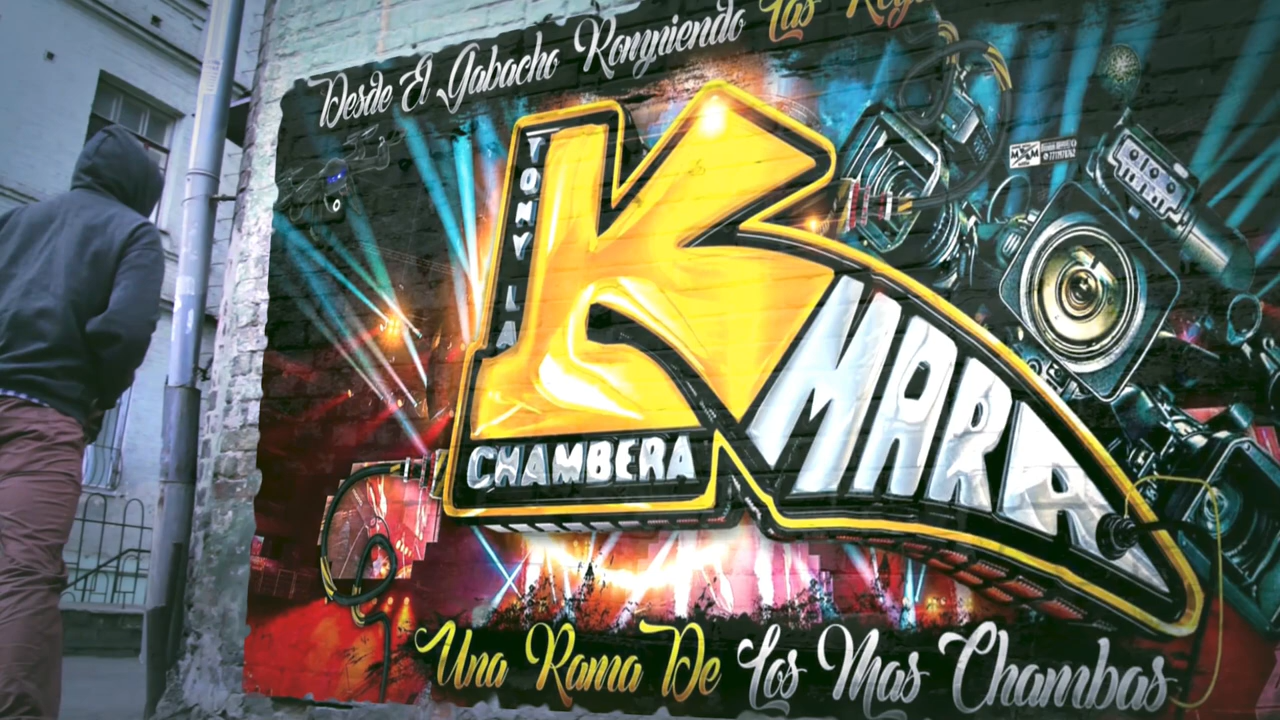 Desde El Gabacho Rompiendo Las
TONY LA
K
MARA
CHAMBERA
Una Rama De Los Mas Chambas